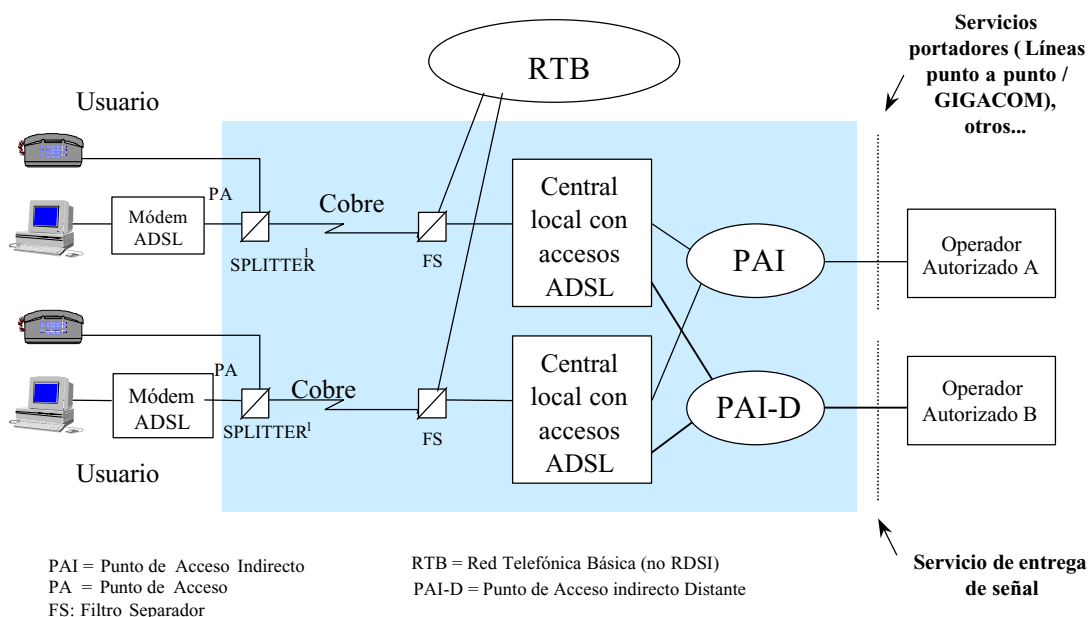 Servicios
portadores ( Líneas
punto a punto /
GIGACOM),
otros...
RTB
Usuario
PA
Módem
ADSL
SPLITTER1
Cobre
FS
Central
local con
accesos
ADSL
PAI
Operador
Autorizado A
PA
Módem
ADSL
SPLITTER1
Cobre
FS
Central
local con
accesos
ADSL
PAI-D
Operador
Autorizado B
Usuario
Servicio de entrega
de señal
PAI = Punto de Acceso Indirecto
PA = Punto de Acceso
FS: Filtro Separador
RTB = Red Telefónica Básica (no RDSI)
PAI-D = Punto de Acceso indirecto Distante